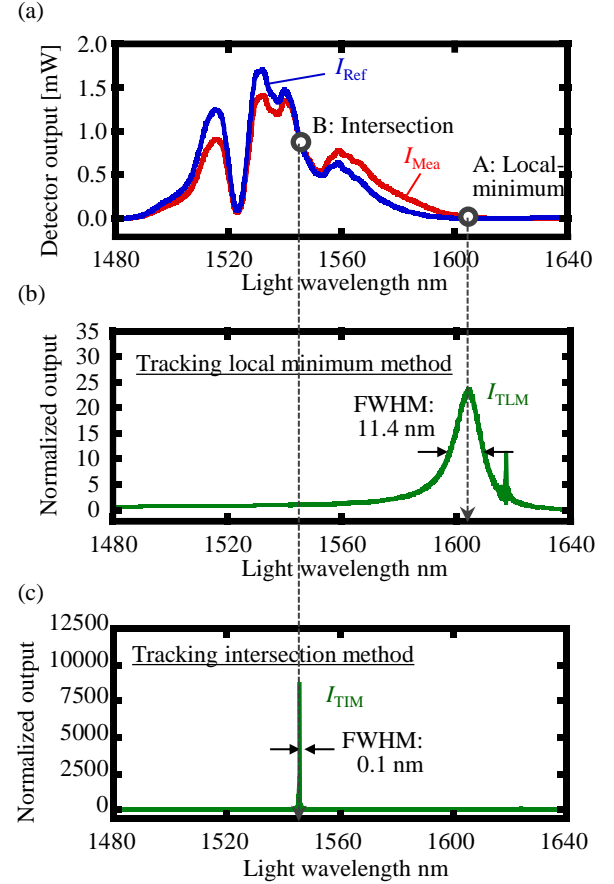 (a)
Detector output [mW]
2.0
1.5
1.0
0.5
0.0
I_Ref
B: Intersection
I_Mea
A: Local-
minimum
1480 1520 1560 1600 1640
Light wavelength nm
(b)
Normalized output
35
30
25
20
15
10
5
0
Tracking local minimum method
I_TLM
FWHM:
11.4 nm
1480 1520 1560 1600 1640
Light wavelength nm
(c)
Normalized output
12500
10000
7500
5000
2500
0
Tracking intersection method
I_TIM
FWHM:
0.1 nm
1480 1520 1560 1600 1640
Light wavelength nm